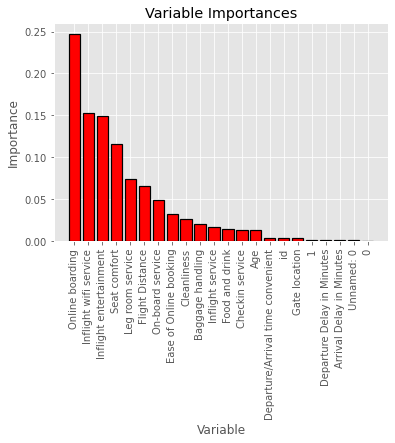 Variable Importances
Importance
0.25
0.20
0.15
0.10
0.05
0.00
Online boarding
Inflight wifi service
Inflight entertainment
Seat comfort
Leg room service
Flight Distance
On-board service
Ease of Online booking
Cleanliness
Baggage handling
Inflight service
Food and drink
Checkin service
Age
Departure/Arrival time convenient
id
Gate location
1
Departure Delay in Minutes
Arrival Delay in Minutes
Unnamed: 0
0
Variable